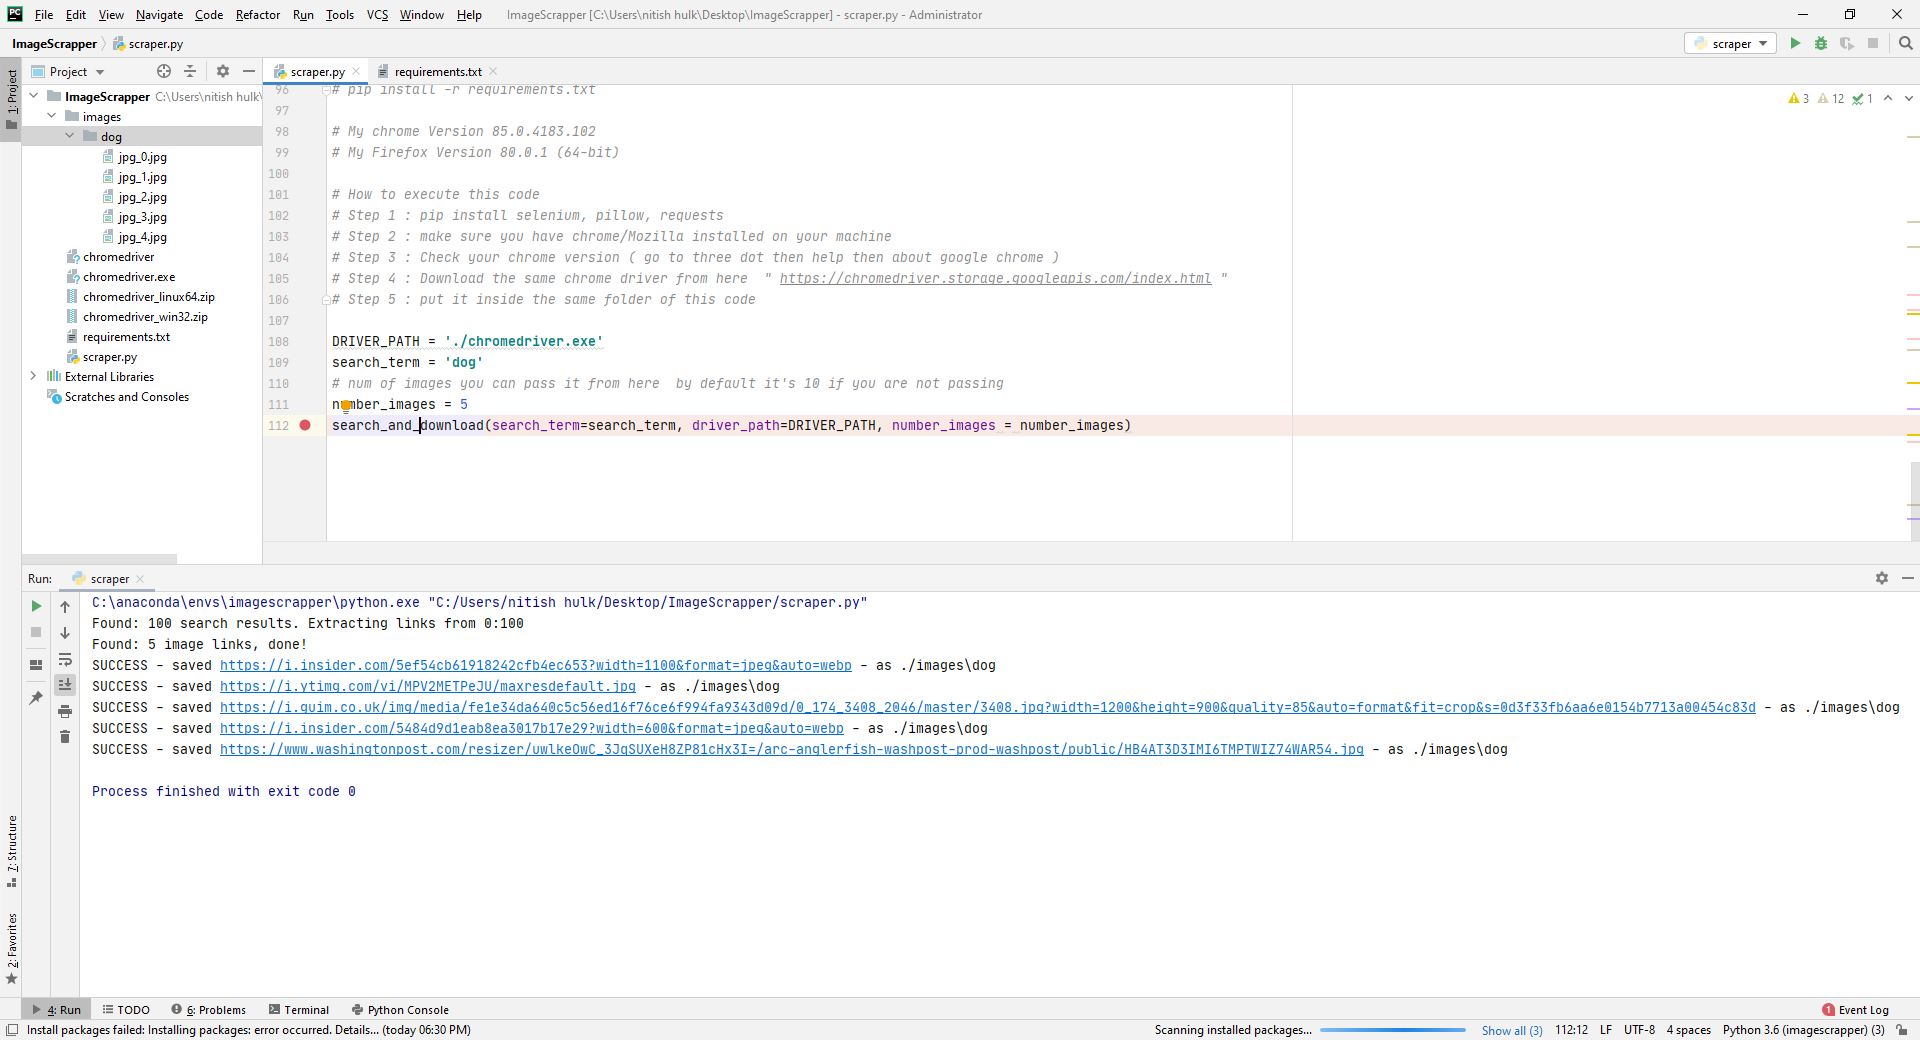 PC File Edit View Navigate Code Refactor Run Tools VCS Window Help ImageScrapper [C:\Users\nitish hulk\Desktop\ImageScrapper] - scraper.py - Administrator
ImageScrapper scraper.py scraper
1: Project
Project
ImageScrapper C:\Users\nitish hulk\
images
dog
jpg_0.jpg
jpg_1.jpg
jpg_2.jpg
jpg_3.jpg
jpg_4.jpg
chromedriver
chromedriver.exe
chromedriver_linux64.zip
chromedriver_win32.zip
requirements.txt
scraper.py
External Libraries
Scratches and Consoles
scraper.py requirements.txt
3 12 1
96 # pip install -r requirements.txt
97
98 # My chrome Version 85.0.4183.102
99 # My Firefox Version 80.0.1 (64-bit)
100
101 # How to execute this code
102 # Step 1 : pip install selenium, pillow, requests
103 # Step 2 : make sure you have chrome/Mozilla installed on your machine
104 # Step 3 : Check your chrome version ( go to three dot then help then about google chrome )
105 # Step 4 : Download the same chrome driver from here " https://chromedriver.storage.googleapis.com/index.html "
106 # Step 5 : put it inside the same folder of this code
107
108 DRIVER_PATH = './chromedriver.exe'
109 search_term = 'dog'
110 # num of images you can pass it from here by default it's 10 if you are not passing
111 number_images = 5
112 search_and_download(search_term=search_term, driver_path=DRIVER_PATH, number_images = number_images)
Run: scraper
C:\anaconda\envs\imagescrapper\python.exe "C:/Users/nitish hulk/Desktop/ImageScrapper/scraper.py"
Found: 100 search results. Extracting links from 0:100
Found: 5 image links, done!
SUCCESS - saved https://i.insider.com/5ef54cb61918242cfb4ec653?width=1100&format=jpeg&auto=webp - as ./images\dog
SUCCESS - saved https://i.ytimg.com/vi/MPV2METPeJU/maxresdefault.jpg - as ./images\dog
SUCCESS - saved https://i.guim.co.uk/img/media/fe1e34da640c5c56ed16f76ce6f994fa9343d09d/0_174_3408_2046/master/3408.jpg?width=1200&height=900&quality=85&auto=format&fit=crop&s=0d3f33fb6aa6e0154b7713a00454c83d - as ./images\dog
SUCCESS - saved https://i.insider.com/5484d9d1eab8ea3017b17e29?width=600&format=jpeg&auto=webp - as ./images\dog
SUCCESS - saved https://www.washingtonpost.com/resizer/uwlkeOwC_3JqSUXeH8ZP81cHx3I=/arc-anglerfish-washpost-prod-washpost/public/HB4AT3D3IMI6TMPTWIZ74WAR54.jpg - as ./images\dog
Process finished with exit code 0
7: Structure
2: Favorites
4: Run TODO 6: Problems Terminal Python Console 1 Event Log
Install packages failed: Installing packages: error occurred. Details... (today 06:30 PM) Scanning installed packages... Show all (3) 112:12 LF UTF-8 4 spaces Python 3.6 (imagescrapper) (3)